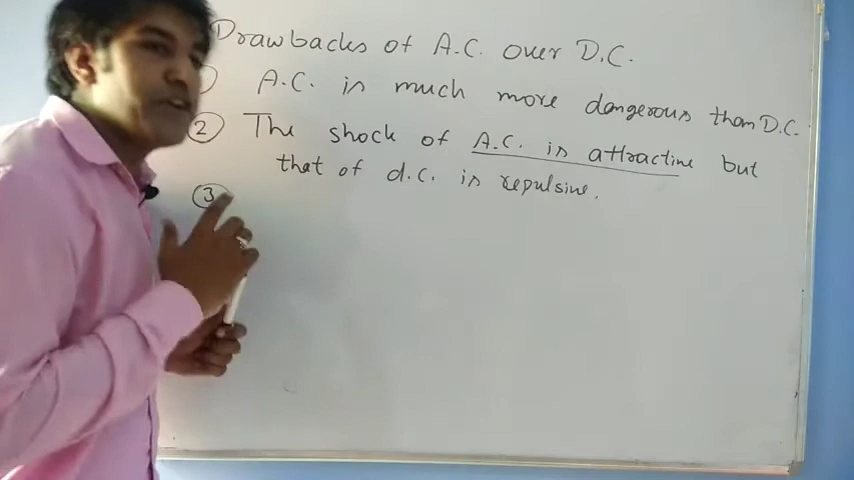 Drawbacks of A.C. over D.C.
A.C. is much more dangerous than D.C.
② The shock of A.C. is attractive but
that of d.c. is repulsive.
③